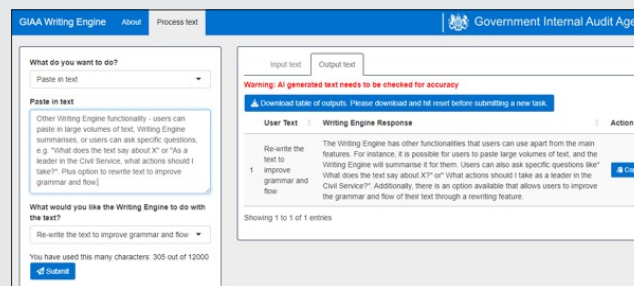 GIAA Writing Engine About Process text Government Internal Audit Age
What do you want to do?
Paste in text
Paste in text
Other Writing Engine functionality - users can
paste in large volumes of text, Writing Engine
summarises, or users can ask specific questions,
e.g. "What does the text say about X" or "As a
leader in the Civil Service, what actions should I
take?". Plus option to rewrite text to improve
grammar and flow.
What would you like the Writing Engine to do with
the text?
Re-write the text to improve grammar and flow
You have used this many characters: 305 out of 12000
Submit
Input text Output text
Warning: AI generated text needs to be checked for accuracy
Download table of outputs. Please download and hit reset before submitting a new task.
User Text Writing Engine Response Action
1 Re-write the
text to
improve
grammar and
flow
The Writing Engine has other functionalities that users can use apart from the main
features. For instance, it is possible for users to paste large volumes of text, and the
Writing Engine will summarise it for them. Users can also ask specific questions like"
What does the text say about X?" or" What actions should I take as a leader in the
Civil Service?". Additionally, there is an option available that allows users to improve
the grammar and flow of their text through a rewriting feature.
Co
Showing 1 to 1 of 1 entries